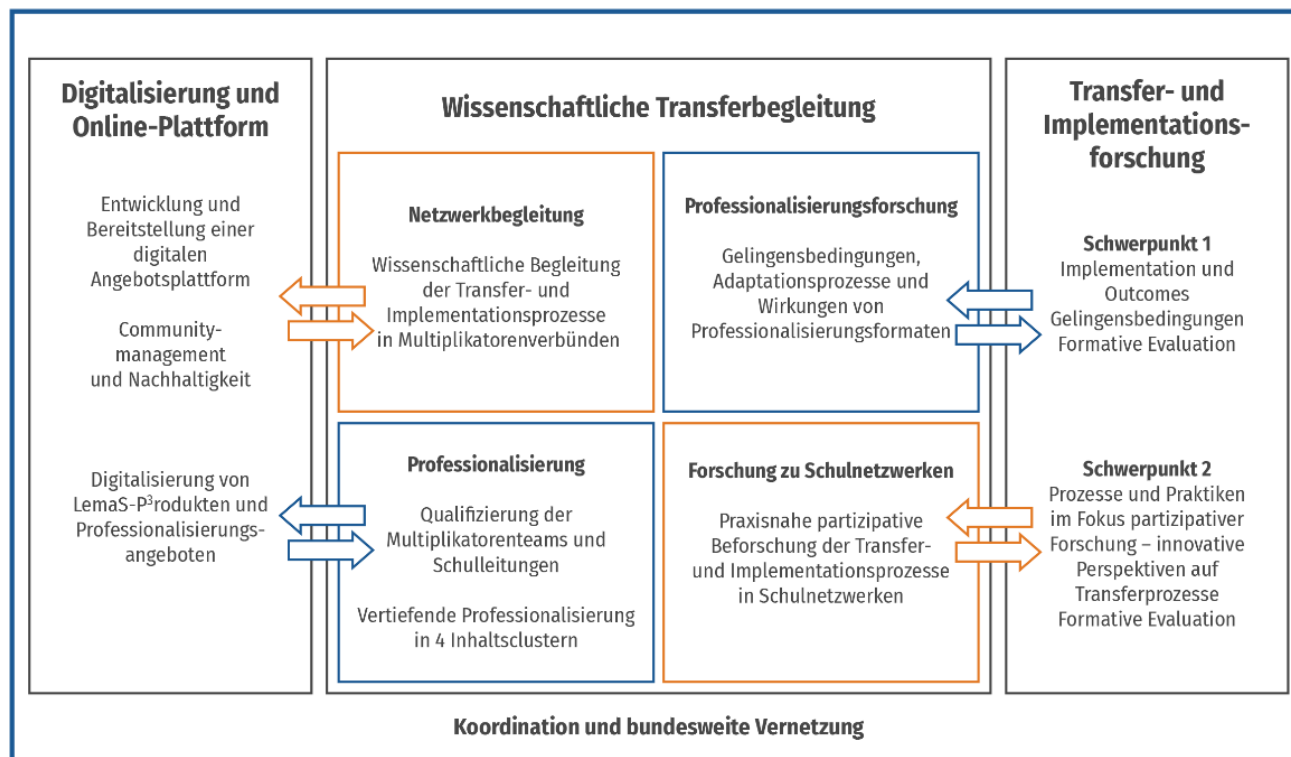 Digitalisierung und
Online-Plattform
Entwicklung und
Bereitstellung einer
digitalen
Angebotsplattform
Community-
management
und Nachhaltigkeit
Digitalisierung von
LemaS-P³rodukten und
Professionalisierungs-
angeboten
Wissenschaftliche Transferbegleitung
Netzwerkbegleitung
Wissenschaftliche Begleitung
der Transfer- und
Implementationsprozesse
in Multiplikatorenverbünden
Professionalisierungsforschung
Gelingensbedingungen,
Adaptationsprozesse und
Wirkungen von
Professionalisierungsformaten
Professionalisierung
Qualifizierung der
Multiplikatorenteams und
Schulleitungen
Vertiefende Professionalisierung
in 4 Inhaltsclustern
Forschung zu Schulnetzwerken
Praxisnahe partizipative
Beforschung der Transfer-
und Implementationsprozesse
in Schulnetzwerken
Transfer- und
Implementations-
forschung
Schwerpunkt 1
Implementation und
Outcomes
Gelingensbedingungen
Formative Evaluation
Schwerpunkt 2
Prozesse und Praktiken
im Fokus partizipativer
Forschung – innovative
Perspektiven auf
Transferprozesse
Formative Evaluation
Koordination und bundesweite Vernetzung